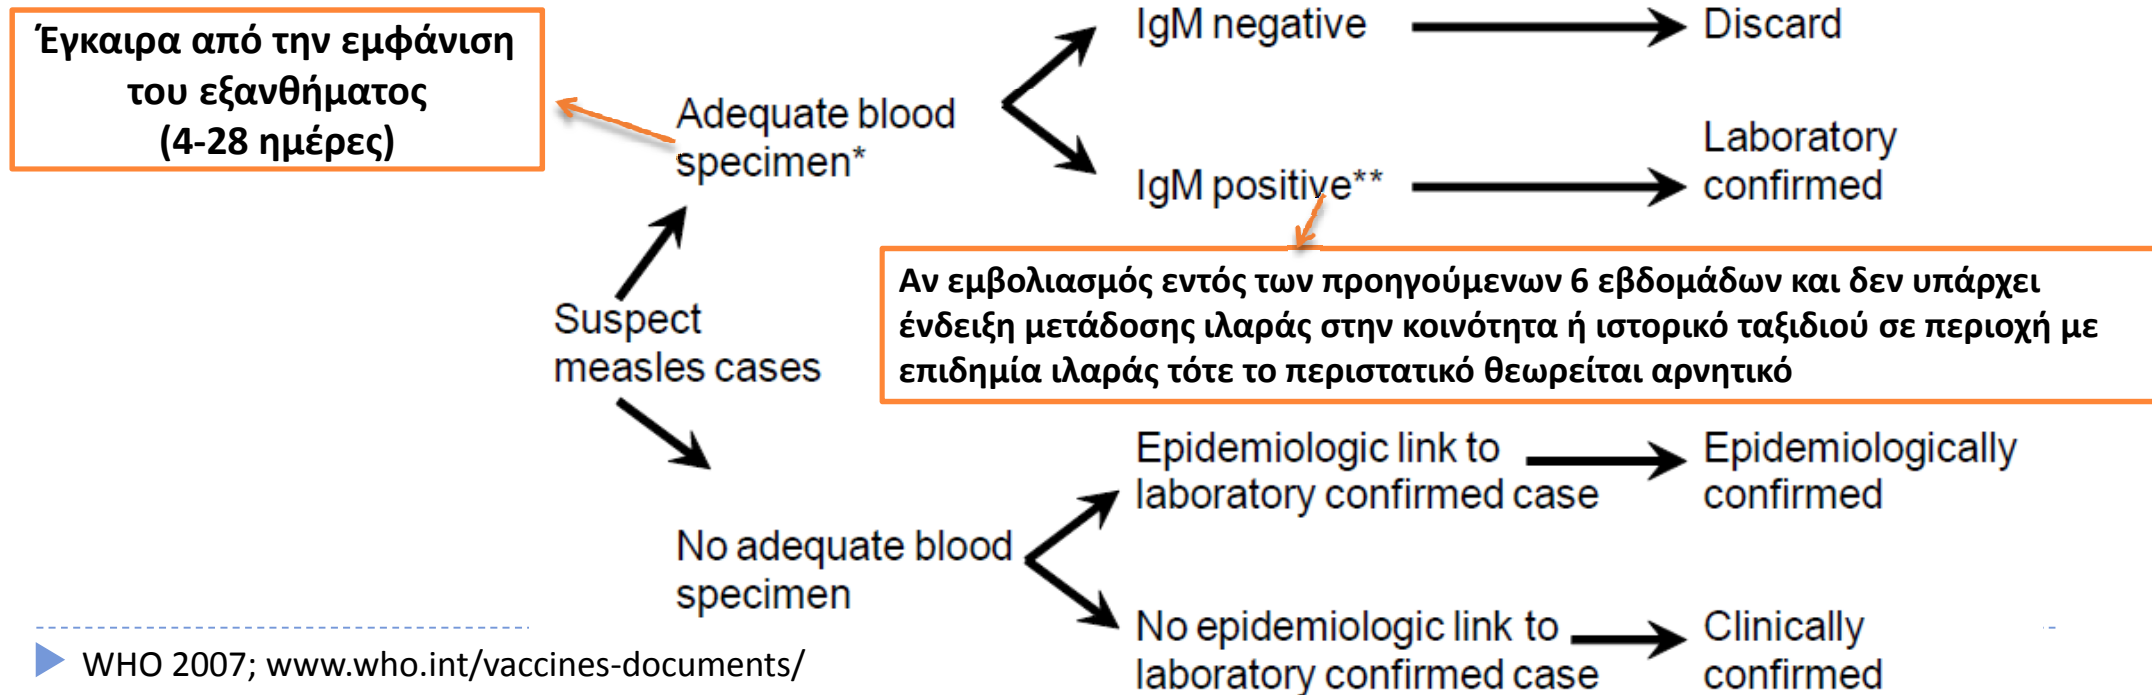 Έγκαιρα από την εμφάνιση
του εξανθήματος
(4-28 ημέρες)
IgM negative
Discard
Adequate blood
specimen*
IgM positive**
Laboratory
confirmed
Αν εμβολιασμός εντός των προηγούμενων 6 εβδομάδων και δεν υπάρχει
ένδειξη μετάδοσης ιλαράς στην κοινότητα ή ιστορικό ταξιδιού σε περιοχή με
επιδημία ιλαράς τότε το περιστατικό θεωρείται αρνητικό
Suspect
measles cases
Epidemiologic link to
laboratory confirmed case
Epidemiologically
confirmed
No adequate blood
specimen
No epidemiologic link to
laboratory confirmed case
Clinically
confirmed
WHO 2007; www.who.int/vaccines-documents/